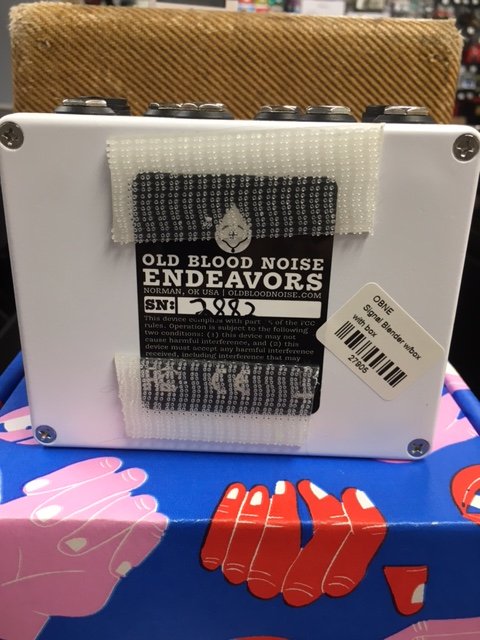 OLD BLOOD NOISE
ENDEAVORS
NORMAN, OK USA | OLDBLOODNOISE.COM
SN: 2882
This device complies with part of the FCC
rules. Operation is subject to the following
two conditions: (1) this device may not
cause harmful interference, and (2) this
device must accept any harmful interference
received, including interference that may
OBNE
Signal Blender w/box
with box
27905